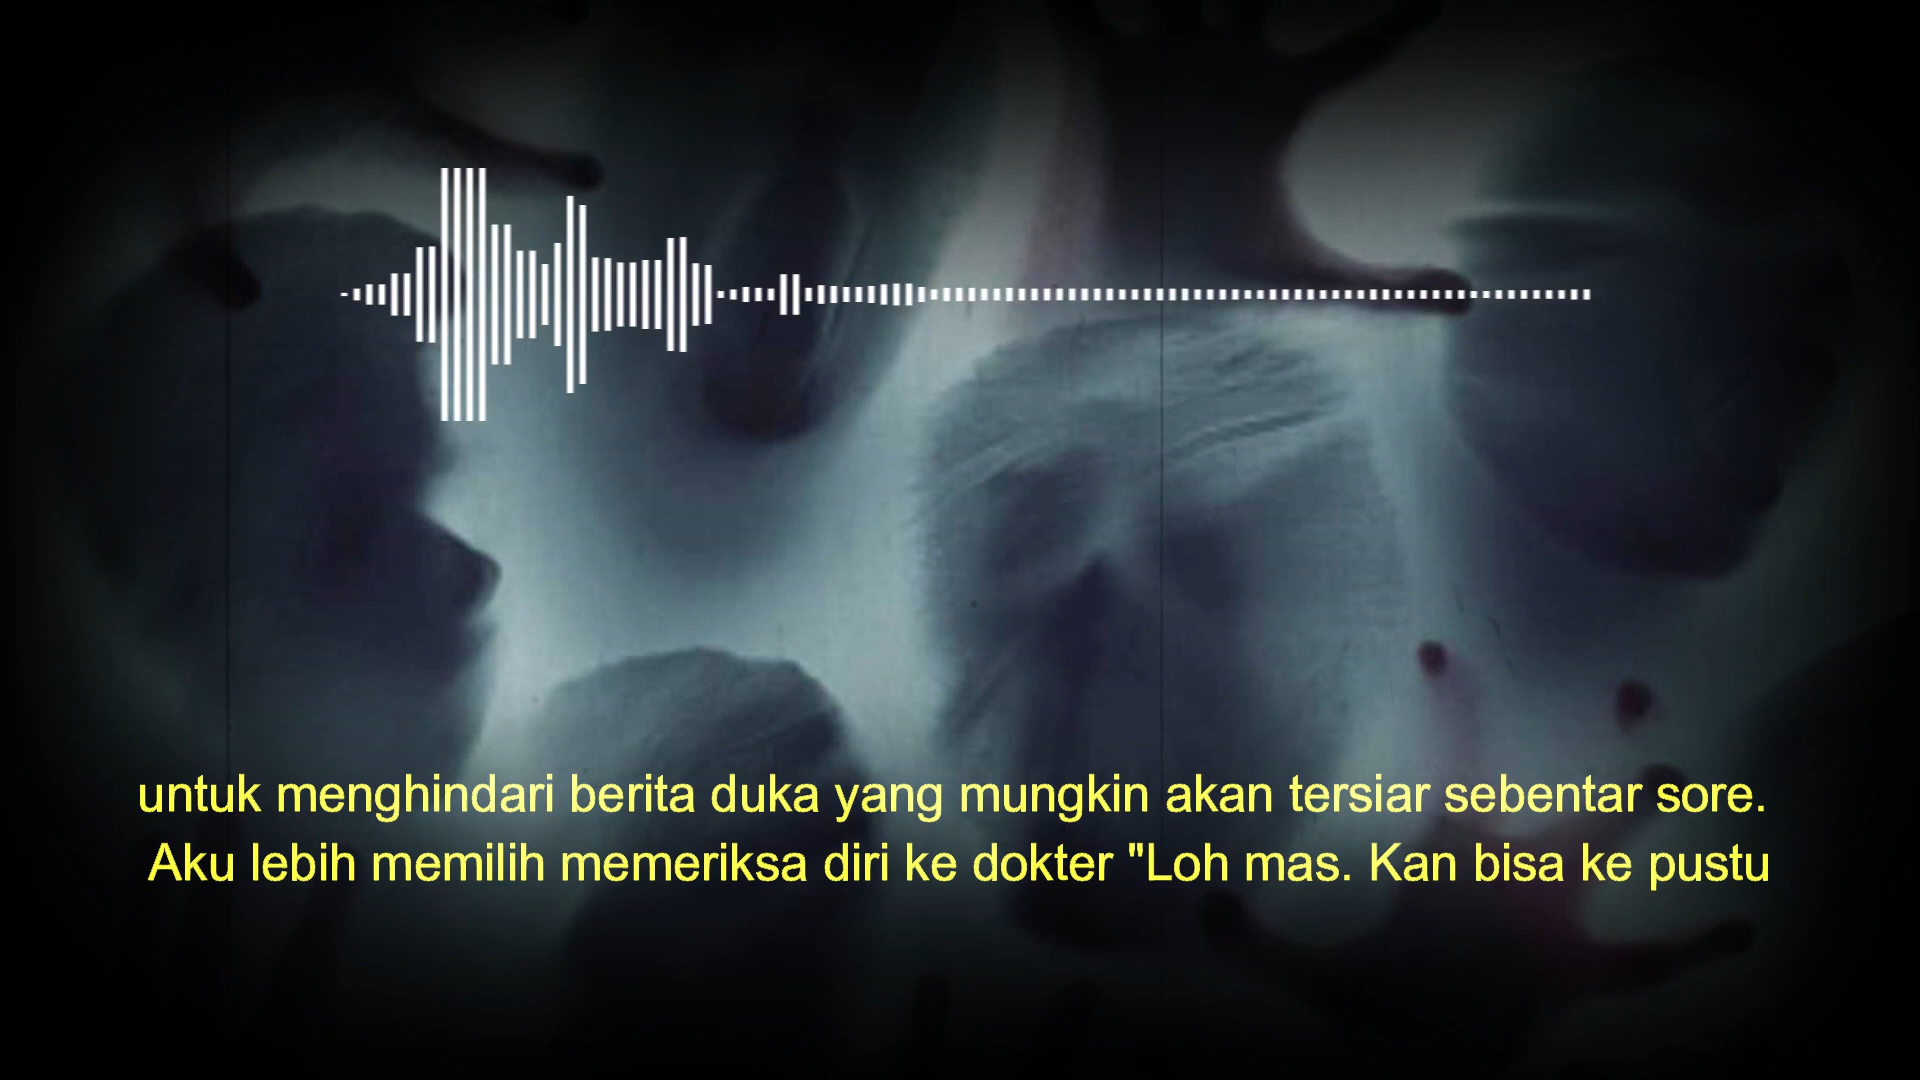 untuk menghindari berita duka yang mungkin akan tersiar sebentar sore.
Aku lebih memilih memeriksa diri ke dokter "Loh mas. Kan bisa ke pustu